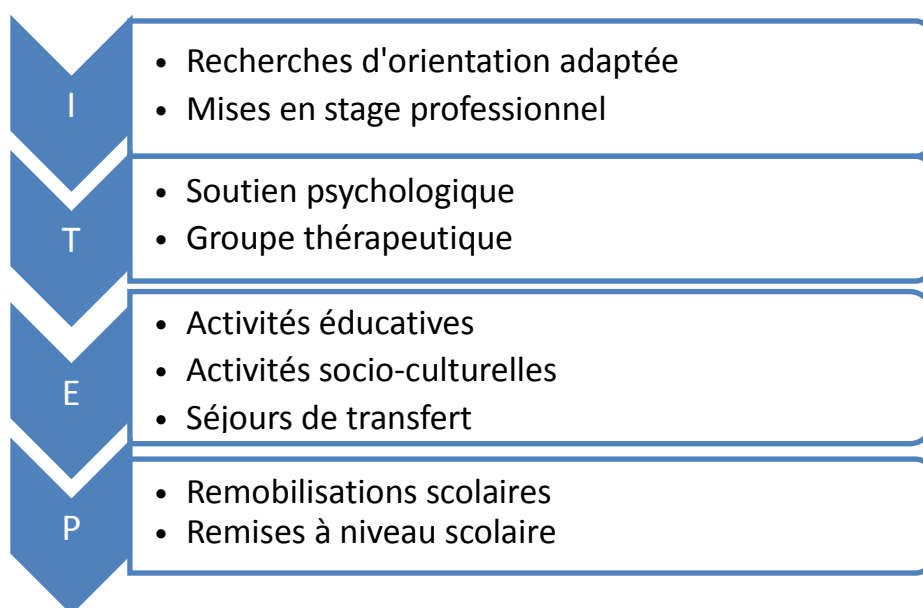 I
• Recherches d'orientation adaptée
• Mises en stage professionnel
T
• Soutien psychologique
• Groupe thérapeutique
E
• Activités éducatives
• Activités socio-culturelles
• Séjours de transfert
P
• Remobilisations scolaires
• Remises à niveau scolaire